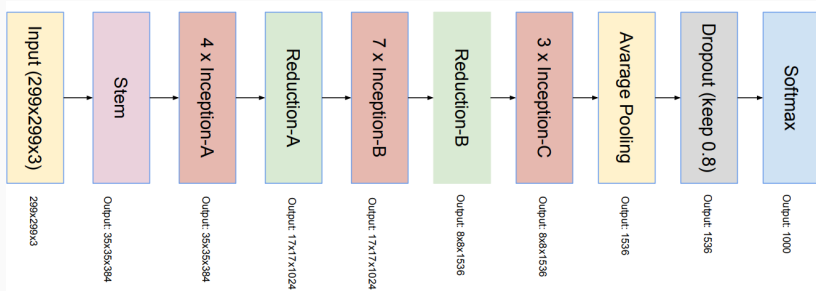 Input (299x299x3)
299x299x3
Stem
Output: 35x35x384
4 x Inception-A
Output: 35x35x384
Reduction-A
Output: 17x17x1024
7 x Inception-B
Output: 17x17x1024
Reduction-B
Output: 8x8x1536
3 x Inception-C
Output: 8x8x1536
Avarage Pooling
Output: 1536
Dropout (keep 0.8)
Output: 1536
Softmax
Output: 1000